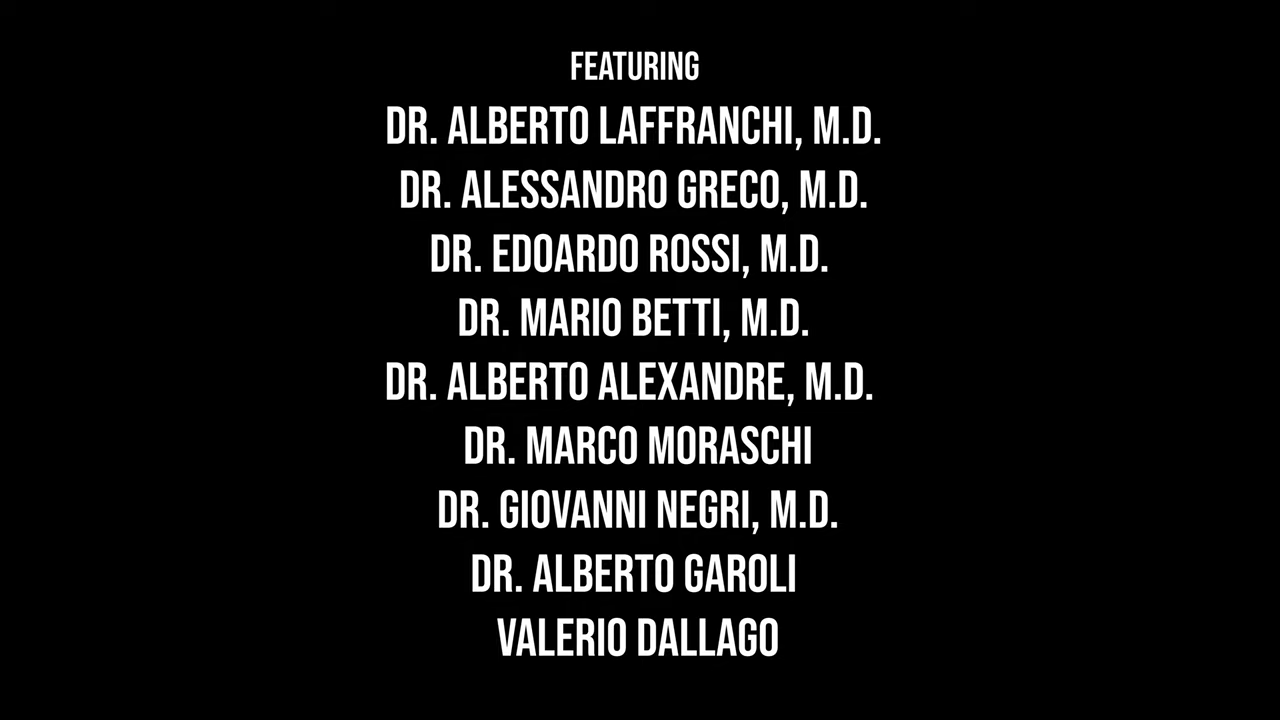 FEATURING
DR. ALBERTO LAFFRANCHI, M.D.
DR. ALESSANDRO GRECO, M.D.
DR. EDOARDO ROSSI, M.D.
DR. MARIO BETTI, M.D.
DR. ALBERTO ALEXANDRE, M.D.
DR. MARCO MORASCHI
DR. GIOVANNI NEGRI, M.D.
DR. ALBERTO GAROLI
VALERIO DALLAGO